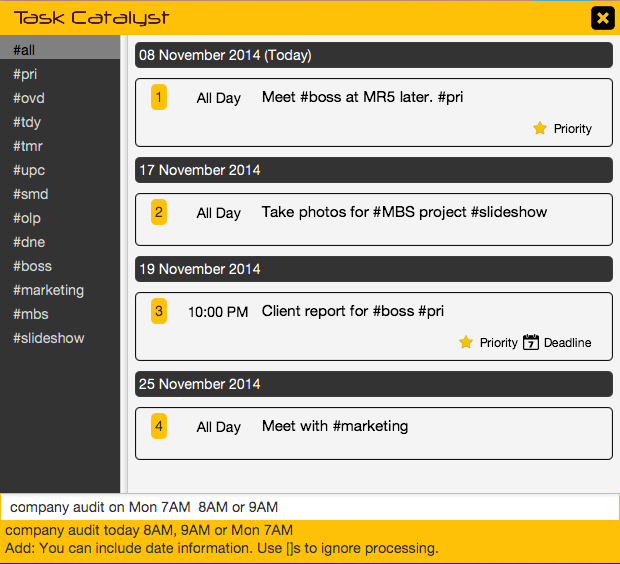 Task Catalyst
#all
#pri
#ovd
#tdy
#tmr
#upc
#smd
#olp
#dne
#boss
#marketing
#mbs
#slideshow
08 November 2014 (Today)
1 All Day Meet #boss at MR5 later. #pri
Priority
17 November 2014
2 All Day Take photos for #MBS project #slideshow
19 November 2014
3 10:00 PM Client report for #boss #pri
Priority 7 Deadline
25 November 2014
4 All Day Meet with #marketing
company audit on Mon 7AM  8AM or 9AM
company audit today 8AM, 9AM or Mon 7AM
Add: You can include date information. Use []s to ignore processing.